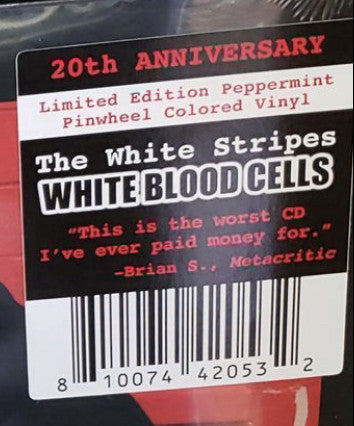 20th ANNIVERSARY
Limited Edition Peppermint
Pinwheel Colored Vinyl
The White Stripes
WHITE BLOOD CELLS
"This is the worst CD
I've ever paid money for."
–Brian S., Metacritic
8 10074 42053 2